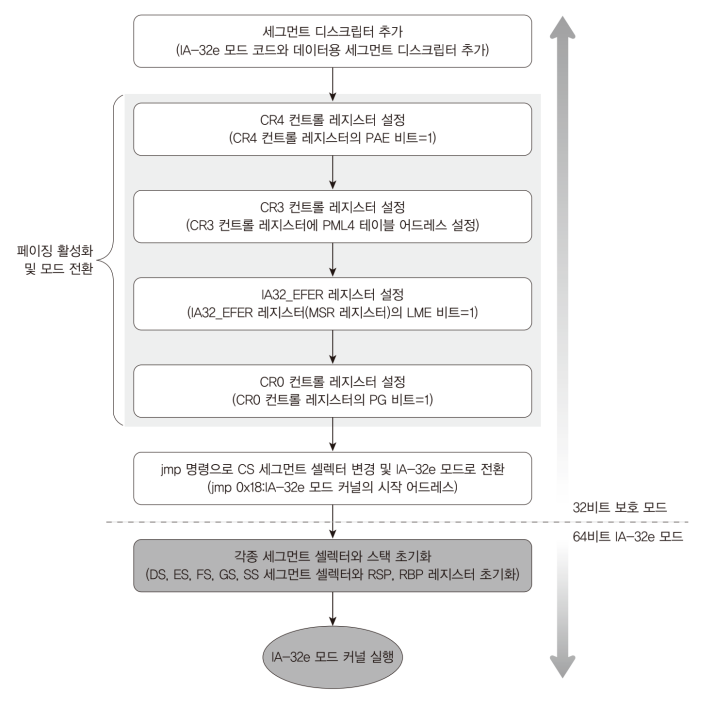 세그먼트 디스크립터 추가
(IA-32e 모드 코드와 데이터용 세그먼트 디스크립터 추가)
CR4 컨트롤 레지스터 설정
(CR4 컨트롤 레지스터의 PAE 비트=1)
CR3 컨트롤 레지스터 설정
(CR3 컨트롤 레지스터에 PML4 테이블 어드레스 설정)
페이징 활성화
및 모드 전환
IA32_EFER 레지스터 설정
(IA32_EFER 레지스터(MSR 레지스터)의 LME 비트=1)
CR0 컨트롤 레지스터 설정
(CR0 컨트롤 레지스터의 PG 비트=1)
jmp 명령으로 CS 세그먼트 셀렉터 변경 및 IA-32e 모드로 전환
(jmp 0x18:IA-32e 모드 커널의 시작 어드레스)
32비트 보호 모드
64비트 IA-32e 모드
각종 세그먼트 셀렉터와 스택 초기화
(DS, ES, FS, GS, SS 세그먼트 셀렉터와 RSP, RBP 레지스터 초기화)
IA-32e 모드 커널 실행